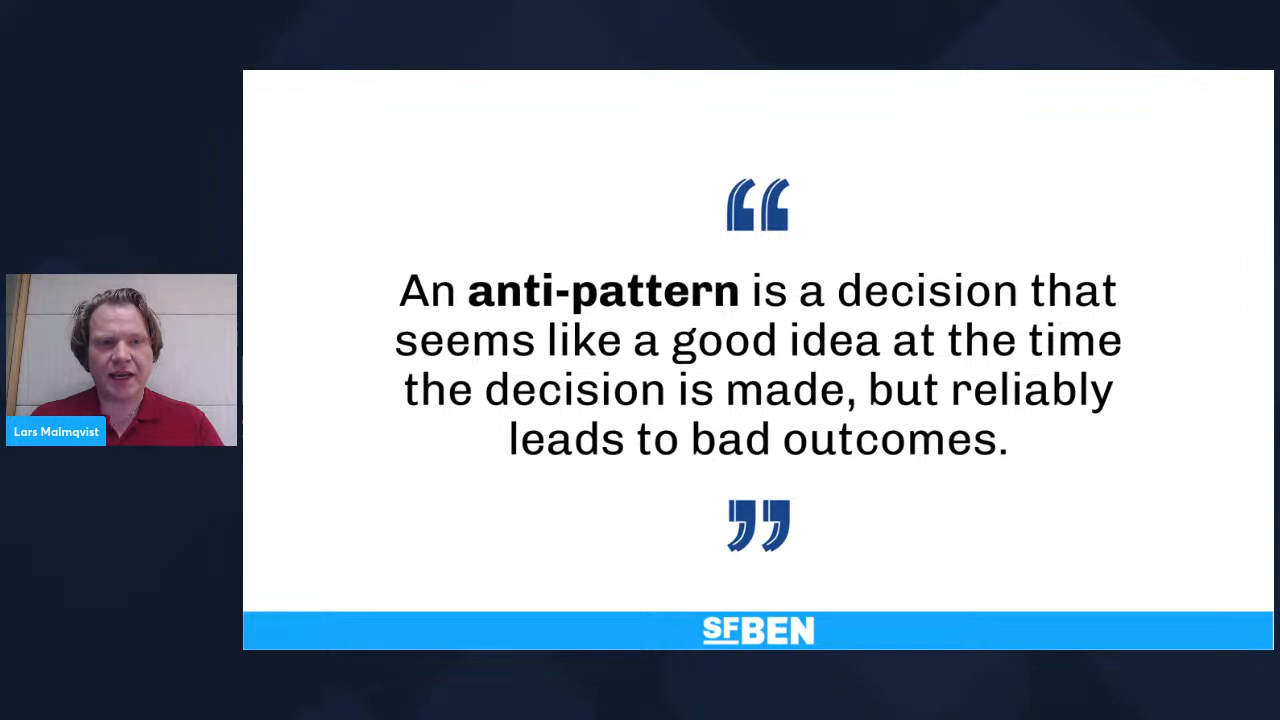 “
An anti-pattern is a decision that
seems like a good idea at the time
the decision is made, but reliably
leads to bad outcomes.
”
Lars Malmqvist
SFBEN